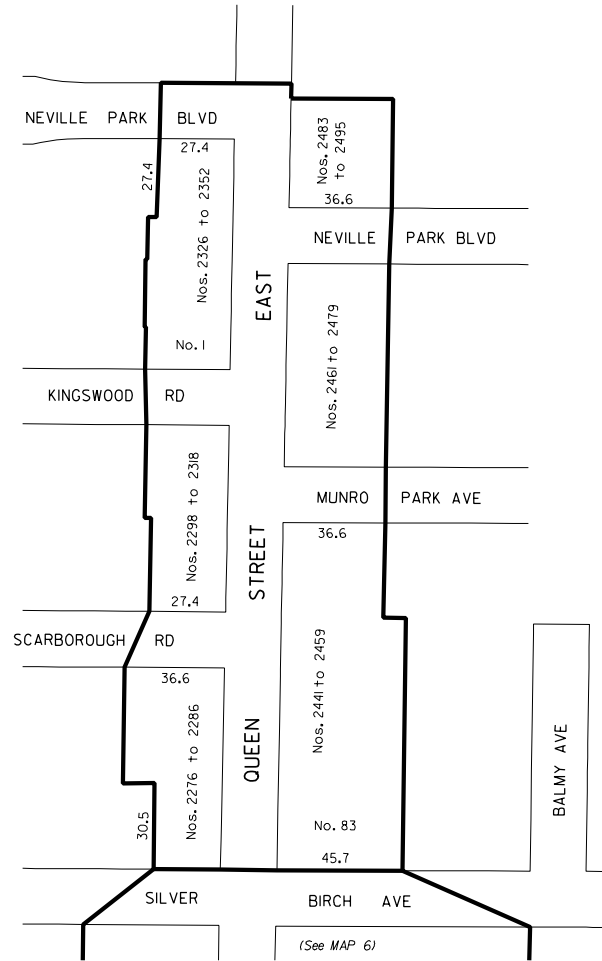 NEVILLE PARK BLVD
27.4
27.4
Nos. 2326 to 2352
No. 1
Nos. 2483
to 2495
36.6
NEVILLE PARK BLVD
Nos. 2461 to 2479
KINGSWOOD RD
MUNRO PARK AVE
36.6
Nos. 2298 to 2318
27.4
SCARBOROUGH RD
36.6
Nos. 2276 to 2286
30.5
QUEEN STREET EAST
Nos. 2441 to 2459
No. 83
45.7
BALMY AVE
SILVER BIRCH AVE
(See MAP 6)